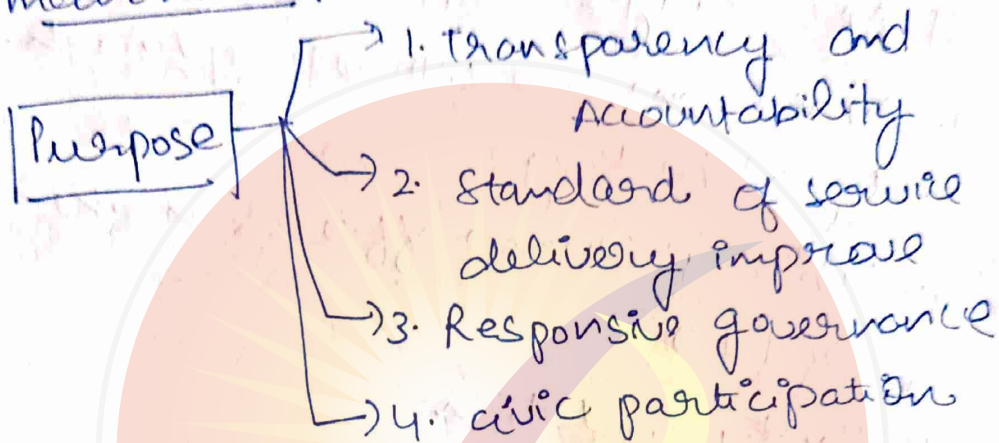 1. Transparency and
Accountability
Purpose
2. Standard of service
delivery improve
3. Responsive governance
4. civic participation